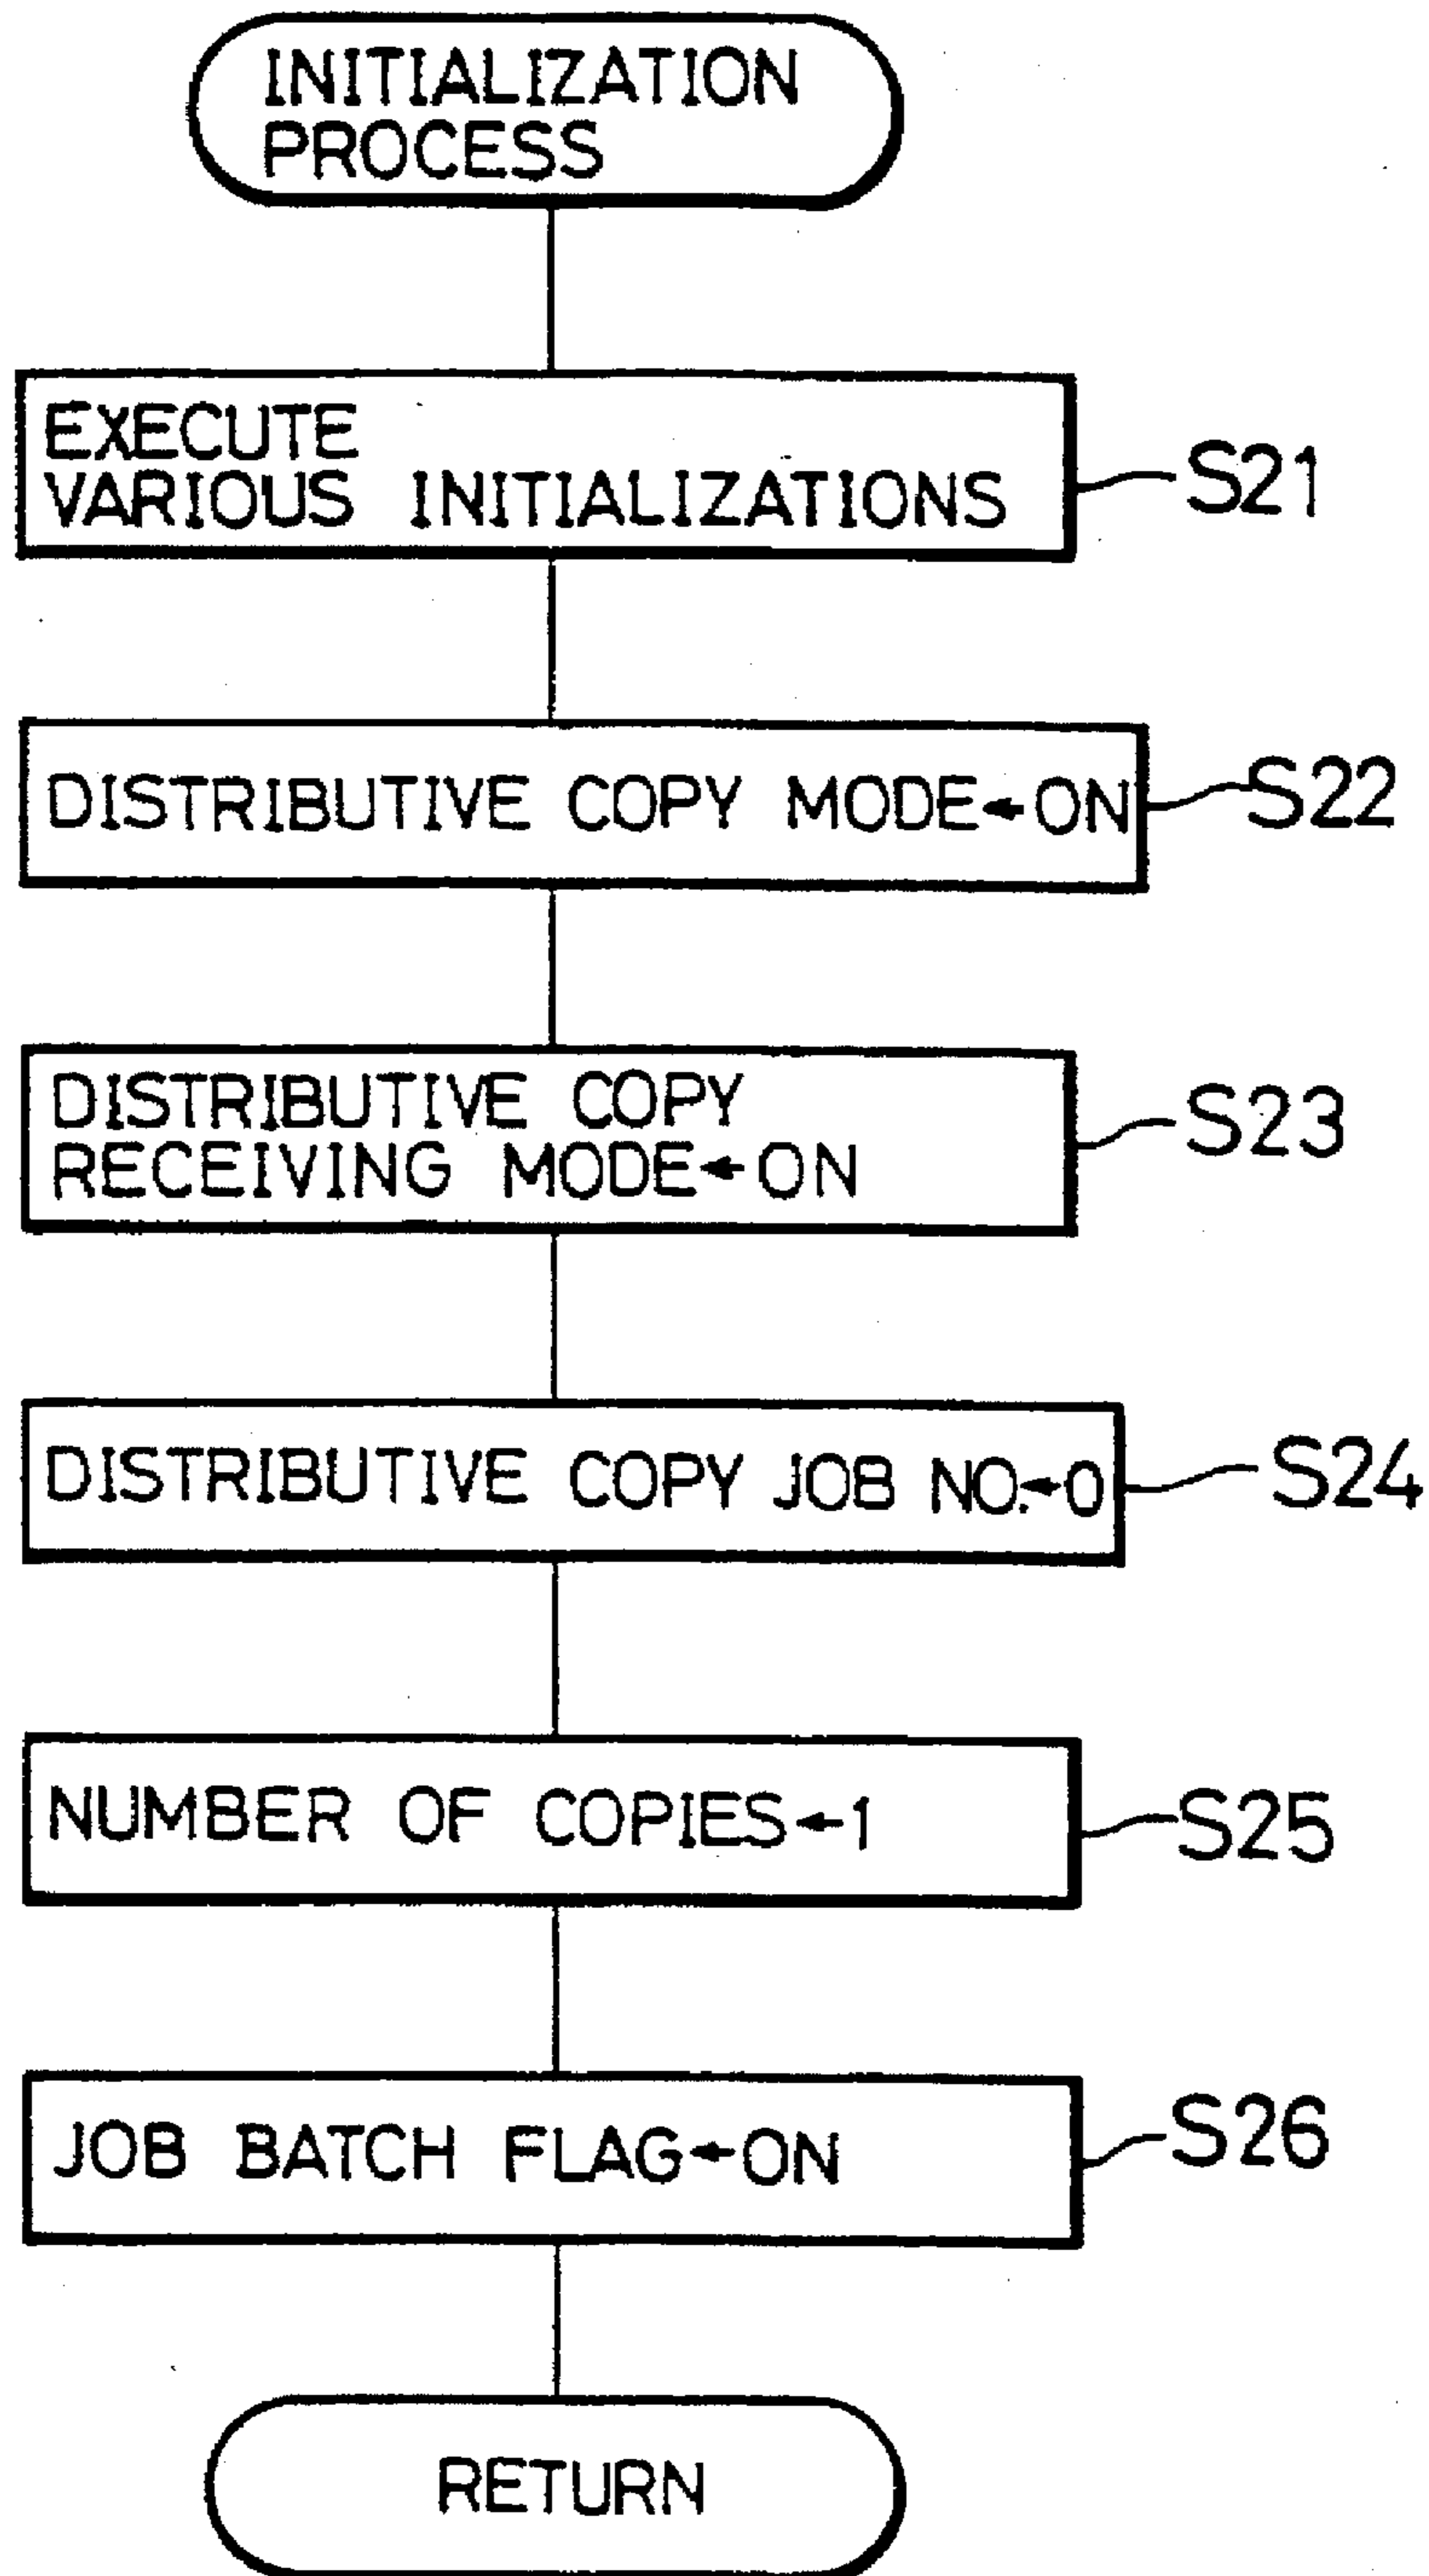 INITIALIZATION
PROCESS
EXECUTE
VARIOUS INITIALIZATIONS
S21
DISTRIBUTIVE COPY MODE←ON
S22
DISTRIBUTIVE COPY
RECEIVING MODE←ON
S23
DISTRIBUTIVE COPY JOB NO.←0
S24
NUMBER OF COPIES←1
S25
JOB BATCH FLAG←ON
S26
RETURN